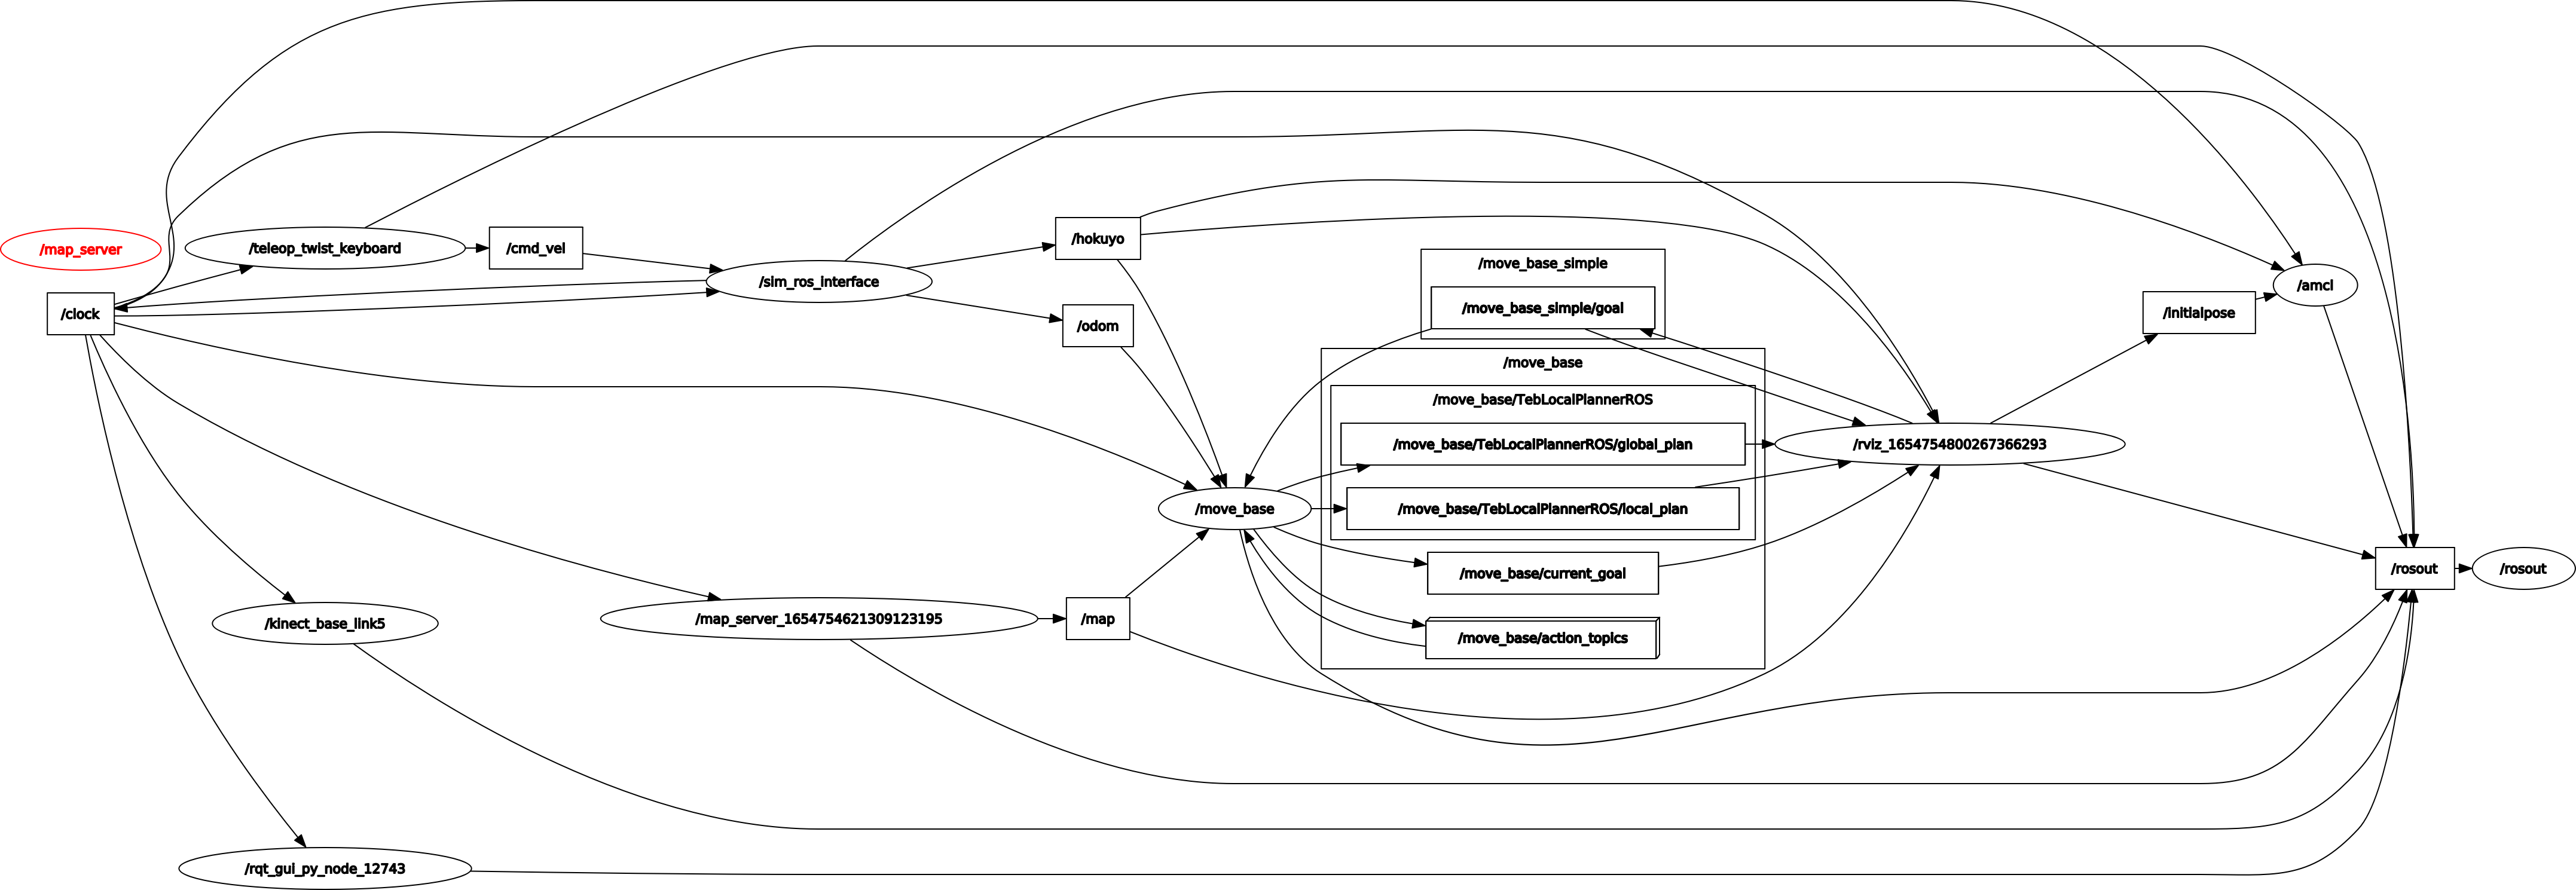 /map_server
/clock
/teleop_twist_keyboard
/cmd_vel
/sim_ros_interface
/hokuyo
/odom
/move_base_simple
/move_base_simple/goal
/move_base
/move_base/TebLocalPlannerROS
/move_base/TebLocalPlannerROS/global_plan
/move_base/TebLocalPlannerROS/local_plan
/move_base/current_goal
/move_base/action_topics
/move_base
/rviz_1654754800267366293
/initialpose
/amcl
/rosout
/rosout
/kinect_base_link5
/map_server_1654754621309123195
/map
/rqt_gui_py_node_12743